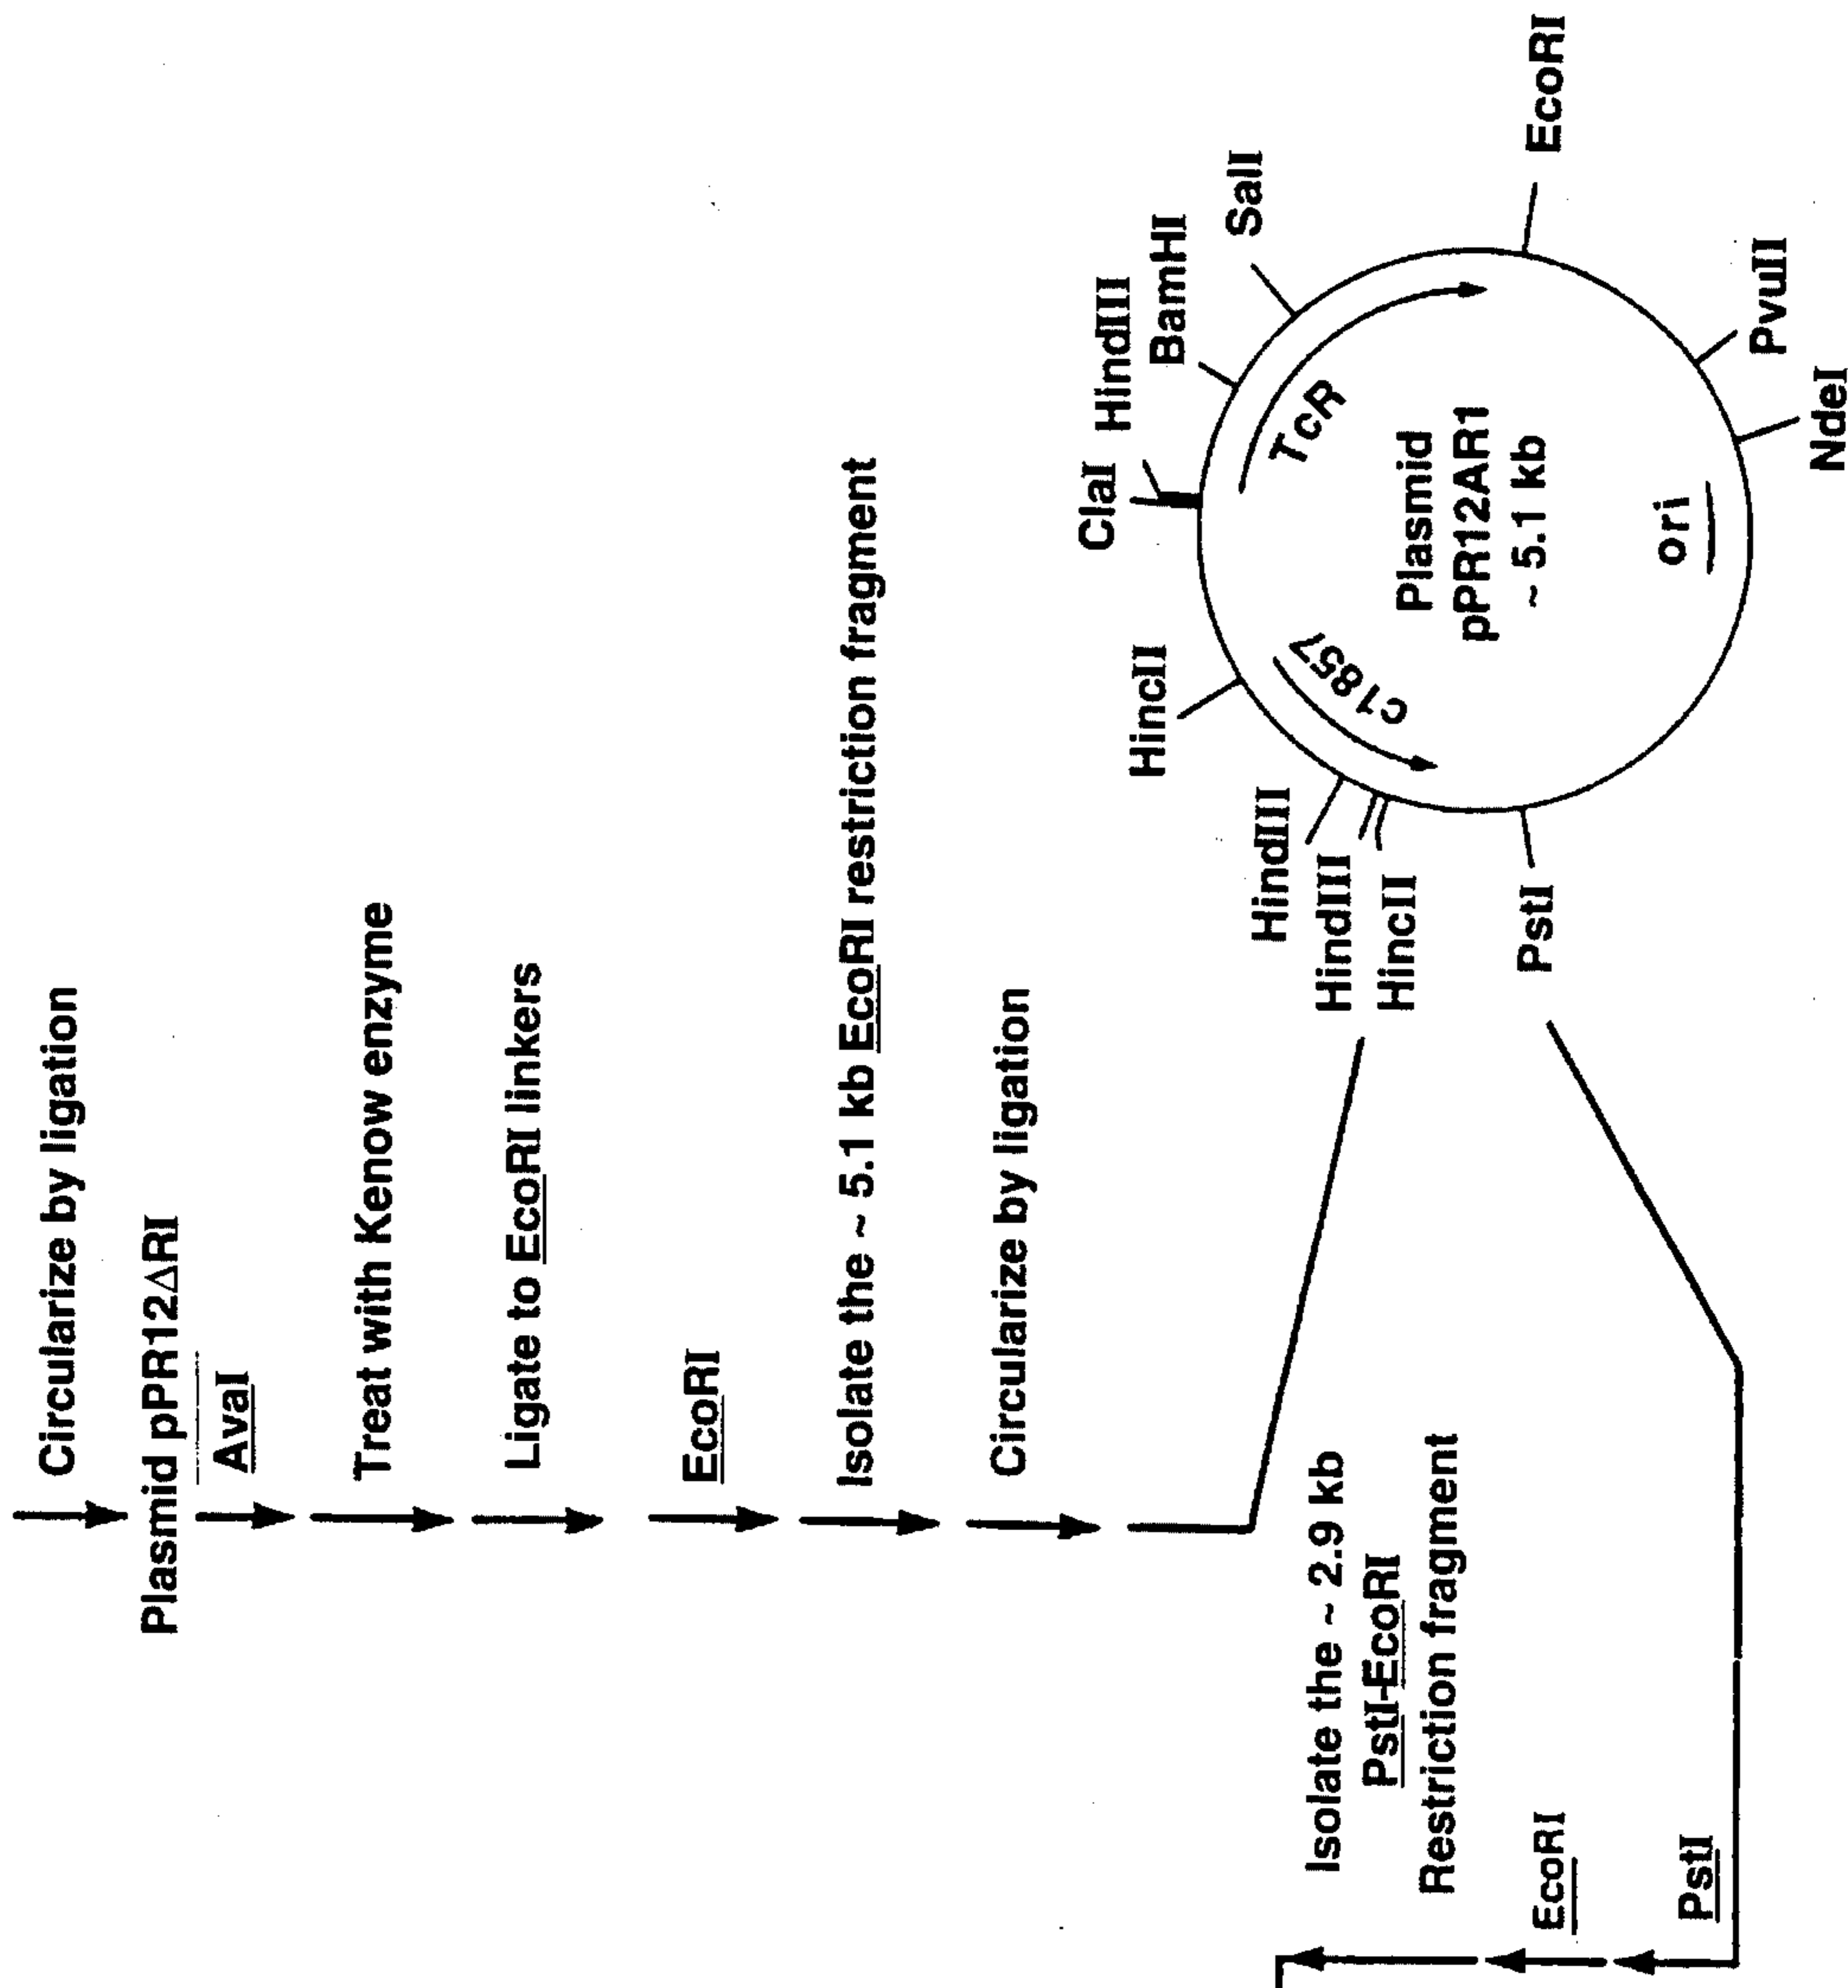 Circularize by ligation
Plasmid pPR12ΔRI
AvaI
Treat with Kenow enzyme
Ligate to EcoRI linkers
EcoRI
Isolate the ~ 5.1 kb EcoRI restriction fragment
Circularize by ligation
ClaI
HindIII
BamHI
SalI
EcoRI
PvuII
NdeI
PstI
HincII
HindIII
HindIII
HincII
TcR
c1857
Plasmid
pPR12AR1
~ 5.1 kb
ori
Isolate the ~ 2.9 kb
PstI-EcoRI
Restriction fragment
EcoRI
PstI